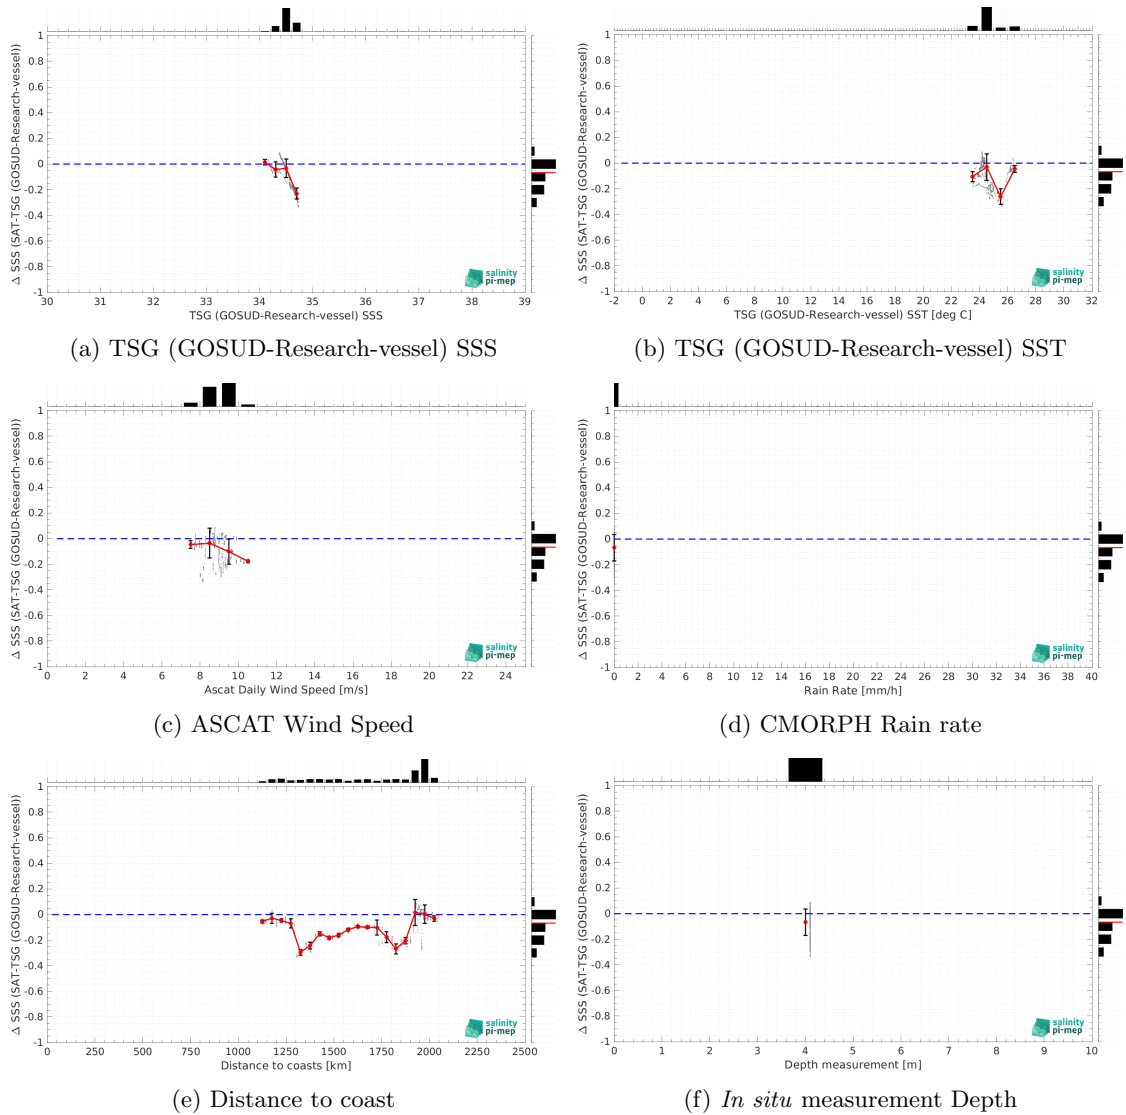 1
0.8
0.6
0.4
0.2
0
-0.2
-0.4
-0.6
-0.8
-1
Δ SSS (SAT-TSG (GOSUD-Research-vessel))
30 31 32 33 34 35 36 37 38 39
TSG (GOSUD-Research-vessel) SSS
salinity
pi-mep
(a) TSG (GOSUD-Research-vessel) SSS
1
0.8
0.6
0.4
0.2
0
-0.2
-0.4
-0.6
-0.8
-1
Δ SSS (SAT-TSG (GOSUD-Research-vessel))
-2 0 2 4 6 8 10 12 14 16 18 20 22 24 26 28 30 32
TSG (GOSUD-Research-vessel) SST [deg C]
salinity
pi-mep
(b) TSG (GOSUD-Research-vessel) SST
1
0.8
0.6
0.4
0.2
0
-0.2
-0.4
-0.6
-0.8
-1
Δ SSS (SAT-TSG (GOSUD-Research-vessel))
0 2 4 6 8 10 12 14 16 18 20 22 24
Ascat Daily Wind Speed [m/s]
salinity
pi-mep
(c) ASCAT Wind Speed
1
0.8
0.6
0.4
0.2
0
-0.2
-0.4
-0.6
-0.8
-1
Δ SSS (SAT-TSG (GOSUD-Research-vessel))
0 2 4 6 8 10 12 14 16 18 20 22 24 26 28 30 32 34 36 38 40
Rain Rate [mm/h]
salinity
pi-mep
(d) CMORPH Rain rate
1
0.8
0.6
0.4
0.2
0
-0.2
-0.4
-0.6
-0.8
-1
Δ SSS (SAT-TSG (GOSUD-Research-vessel))
0 250 500 750 1000 1250 1500 1750 2000 2250 2500
Distance to coasts [km]
salinity
pi-mep
(e) Distance to coast
1
0.8
0.6
0.4
0.2
0
-0.2
-0.4
-0.6
-0.8
-1
Δ SSS (SAT-TSG (GOSUD-Research-vessel))
0 1 2 3 4 5 6 7 8 9 10
Depth measurement [m]
salinity
pi-mep
(f) In situ measurement Depth